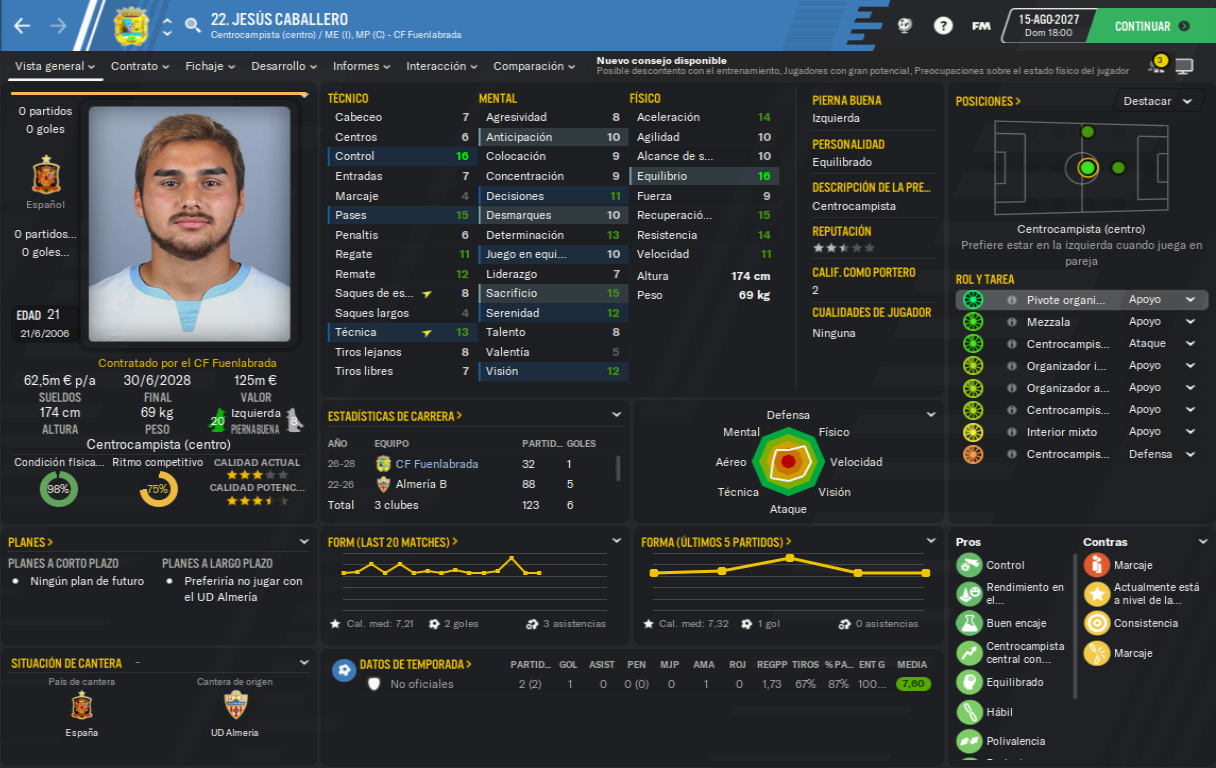 22. JESÚS CABALLERO
Centrocampista (centro) / ME (I), MP (C) - CF Fuenlabrada
FM
15-AGO-2027
Dom 18:00
CONTINUAR
Vista general
Contrato
Fichaje
Desarrollo
Informes
Interacción
Comparación
Nuevo consejo disponible
Posible descontento con el entrenamiento, Jugadores con gran potencial, Preocupaciones sobre el estado físico del jugador
3
0 partidos
0 goles
Español
0 partidos...
0 goles...
EDAD 21
21/6/2006
Contratado por el CF Fuenlabrada
62,5m € p/a
SUELDOS
30/6/2028
FINAL
125m €
VALOR
174 cm
ALTURA
69 kg
PESO
20 Izquierda 8
PIERNA BUENA
Centrocampista (centro)
Condición física...
98%
Ritmo competitivo
75%
CALIDAD ACTUAL
CALIDAD POTENC...
TÉCNICO
Cabeceo 7
Centros 6
Control 16
Entradas 7
Marcaje 4
Pases 15
Penaltis 6
Regate 11
Remate 12
Saques de es... 8
Saques largos 4
Técnica 13
Tiros lejanos 8
Tiros libres 7
MENTAL
Agresividad 8
Anticipación 10
Colocación 9
Concentración 9
Decisiones 11
Desmarques 10
Determinación 13
Juego en equi... 10
Liderazgo 7
Sacrificio 15
Serenidad 12
Talento 8
Valentía 5
Visión 12
FÍSICO
Aceleración 14
Agilidad 10
Alcance de s... 10
Equilibrio 16
Fuerza 9
Recuperació... 15
Resistencia 14
Velocidad 11
Altura 174 cm
Peso 69 kg
PIERNA BUENA
Izquierda
PERSONALIDAD
Equilibrado
DESCRIPCIÓN DE LA PRE...
Centrocampista
REPUTACIÓN
CALIF. COMO PORTERO
2
CUALIDADES DE JUGADOR
Ninguna
POSICIONES >
Destacar
Centrocampista (centro)
Prefiere estar en la izquierda cuando juega en
pareja
ROL Y TAREA
Pivote organi... Apoyo
Mezzala Apoyo
Centrocampis... Ataque
Organizador i... Apoyo
Organizador a... Apoyo
Centrocampis... Apoyo
Interior mixto Apoyo
Centrocampis... Defensa
ESTADÍSTICAS DE CARRERA >
AÑO EQUIPO PARTID... GOLES
26-28 CF Fuenlabrada 32 1
22-26 Almería B 88 5
Total 3 clubes 123 6
Defensa
Mental Físico
Aéreo Velocidad
Técnica Visión
Ataque
PLANES >
PLANES A CORTO PLAZO
Ningún plan de futuro
PLANES A LARGO PLAZO
Preferiría no jugar con
el UD Almería
FORM (LAST 20 MATCHES) >
Cal. med: 7,21 2 goles 3 asistencias
FORMA (ÚLTIMOS 5 PARTIDOS) >
Cal. med: 7,32 1 gol 0 asistencias
Pros
Control
Rendimiento en
el...
Buen encaje
Centrocampista
central con...
Equilibrado
Hábil
Polivalencia
Contras
Marcaje
Actualmente está
a nivel de la...
Consistencia
Marcaje
SITUACIÓN DE CANTERA -
País de cantera
España
Cantera de origen
UD Almería
DATOS DE TEMPORADA >
PARTID... GOL ASIST PEN MJP AMA ROJ REGPP TIROS % PA... ENT G MEDIA
No oficiales 2 (2) 1 0 0 (0) 0 1 0 1,73 67% 87% 100... 7,60